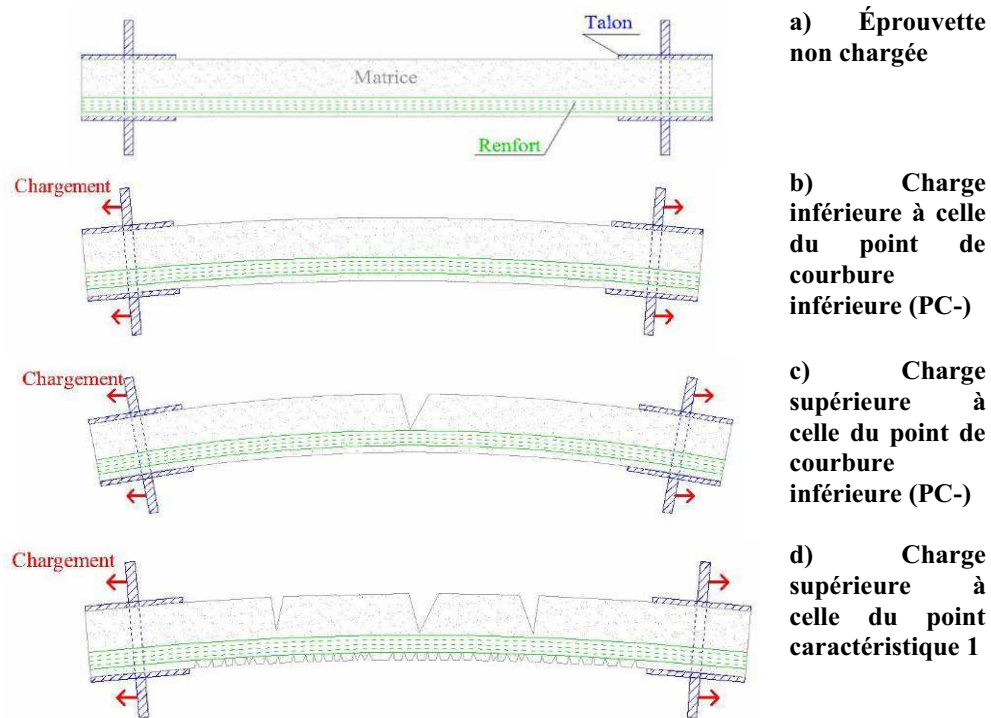 Talon
Matrice
Renfort
a) Éprouvette
non chargée
Chargement
b) Charge
inférieure à celle
du point de
courbure
inférieure (PC-)
Chargement
c) Charge
supérieure à
celle du point de
courbure
inférieure (PC-)
Chargement
d) Charge
supérieure à
celle du point
caractéristique 1